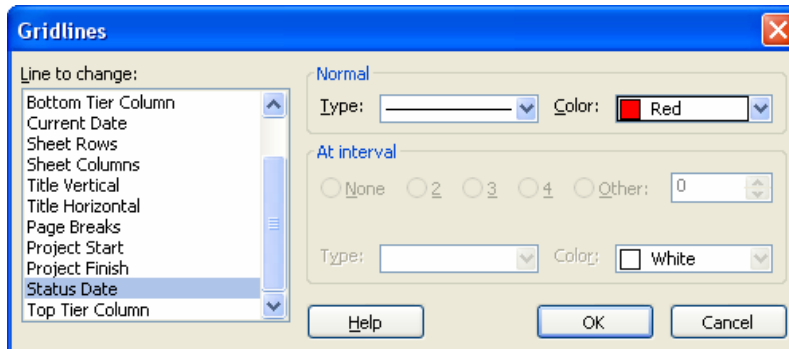 Gridlines
Line to change:
Bottom Tier Column
Current Date
Sheet Rows
Sheet Columns
Title Vertical
Title Horizontal
Page Breaks
Project Start
Project Finish
Status Date
Top Tier Column
Normal
Type:
Color: Red
At interval
None 2 3 4 Other: 0
Type:
Color: White
Help OK Cancel